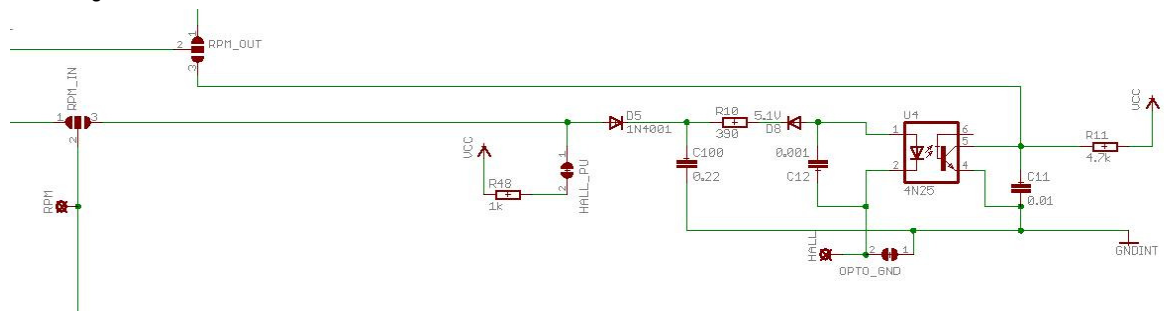 1
2
RPM_OUT
3
RPM_IN
1
3
2
RPM
VCC
R48
1k
1
2
HALL_PU
D5
1N4001
C100
0.22
R10
390
5.1V
D8
0.001
C12
U4
1
2
6
5
4
4N25
HALL
2
1
OPTO_GND
C11
0.01
R11
4.7k
VCC
GNDINT